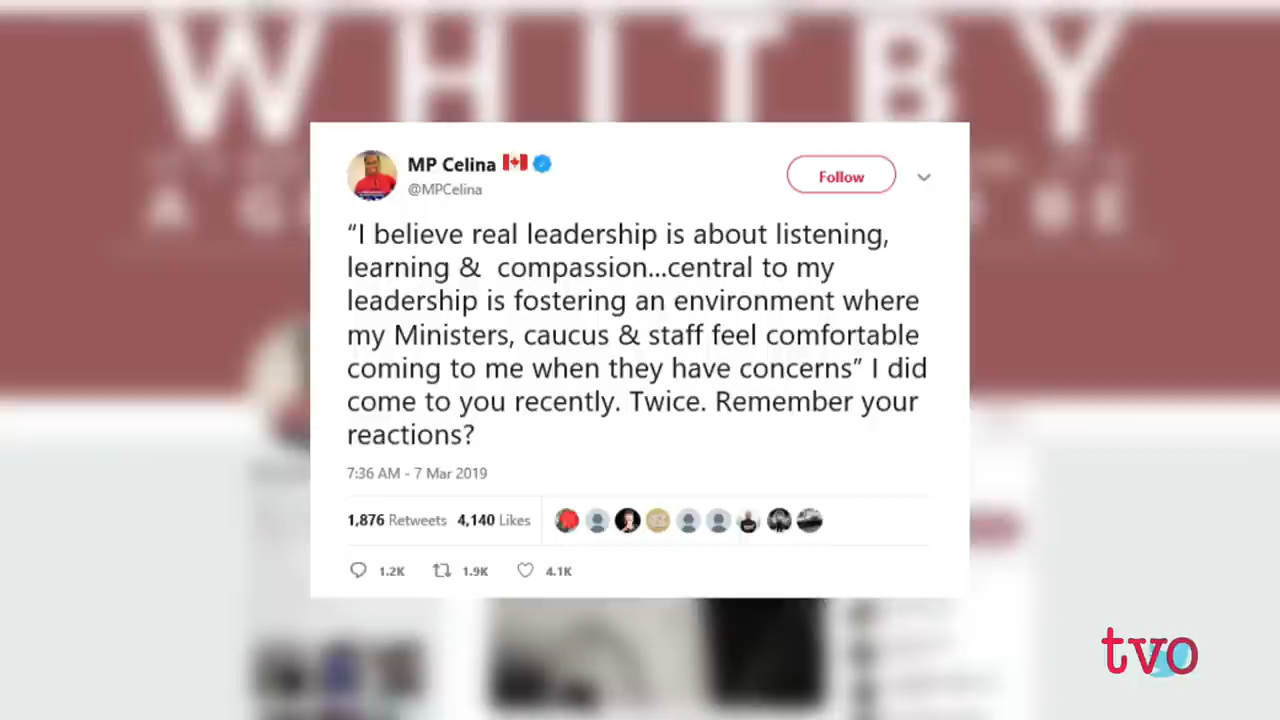 WHITBY
MP Celina
@MPCelina
Follow
“I believe real leadership is about listening,
learning & compassion...central to my
leadership is fostering an environment where
my Ministers, caucus & staff feel comfortable
coming to me when they have concerns” I did
come to you recently. Twice. Remember your
reactions?
7:36 AM - 7 Mar 2019
1,876 Retweets 4,140 Likes
1.2K 1.9K 4.1K
tvo